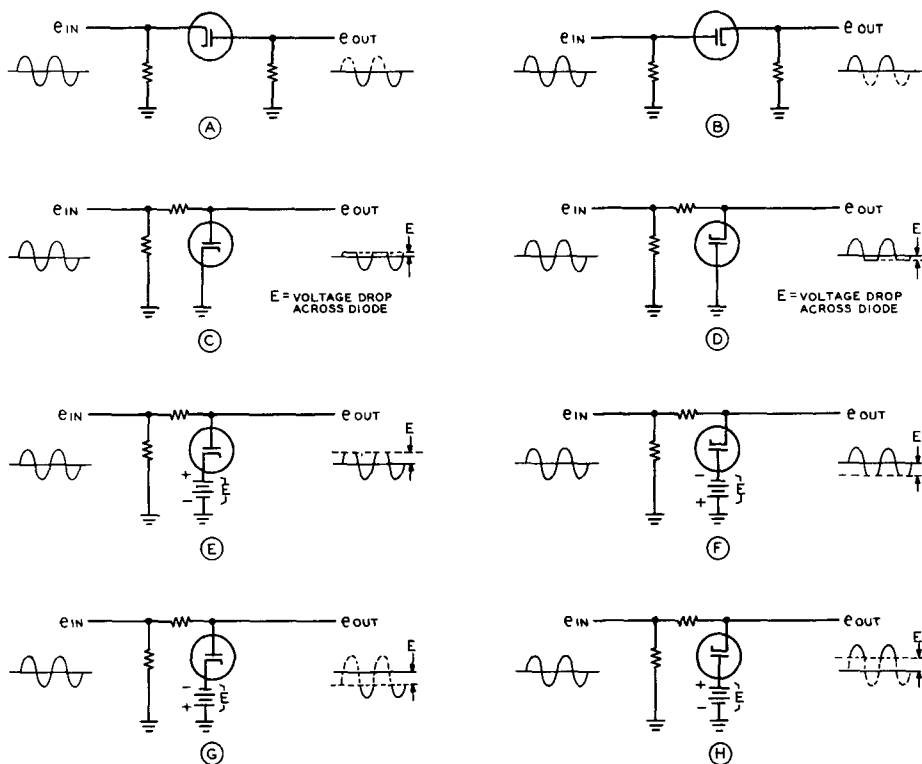 e IN
e OUT
e IN
e OUT
A
B
e IN
e OUT
E
E = VOLTAGE DROP
ACROSS DIODE
C
e IN
e OUT
E
E = VOLTAGE DROP
ACROSS DIODE
D
e IN
e OUT
E
+
-
E
E
e IN
e OUT
E
-
+
E
F
e IN
e OUT
E
-
+
E
G
e IN
e OUT
E
+
-
E
H